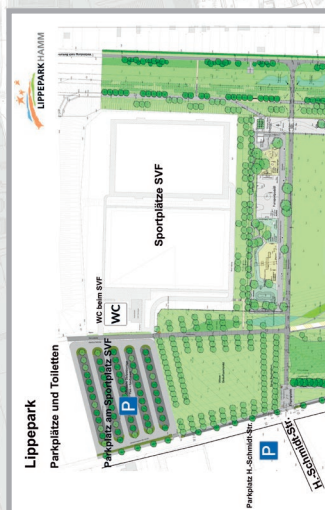 LIPPEPARK HAMM
Lippepark
Parkplätze und Toiletten
Parkplatz am Sportplatz SVF
P
WC beim SVF
WC
Sportplätze SVF
Parkplatz H.-Schmidt-Str.
P
H.-Schmidt-Str.